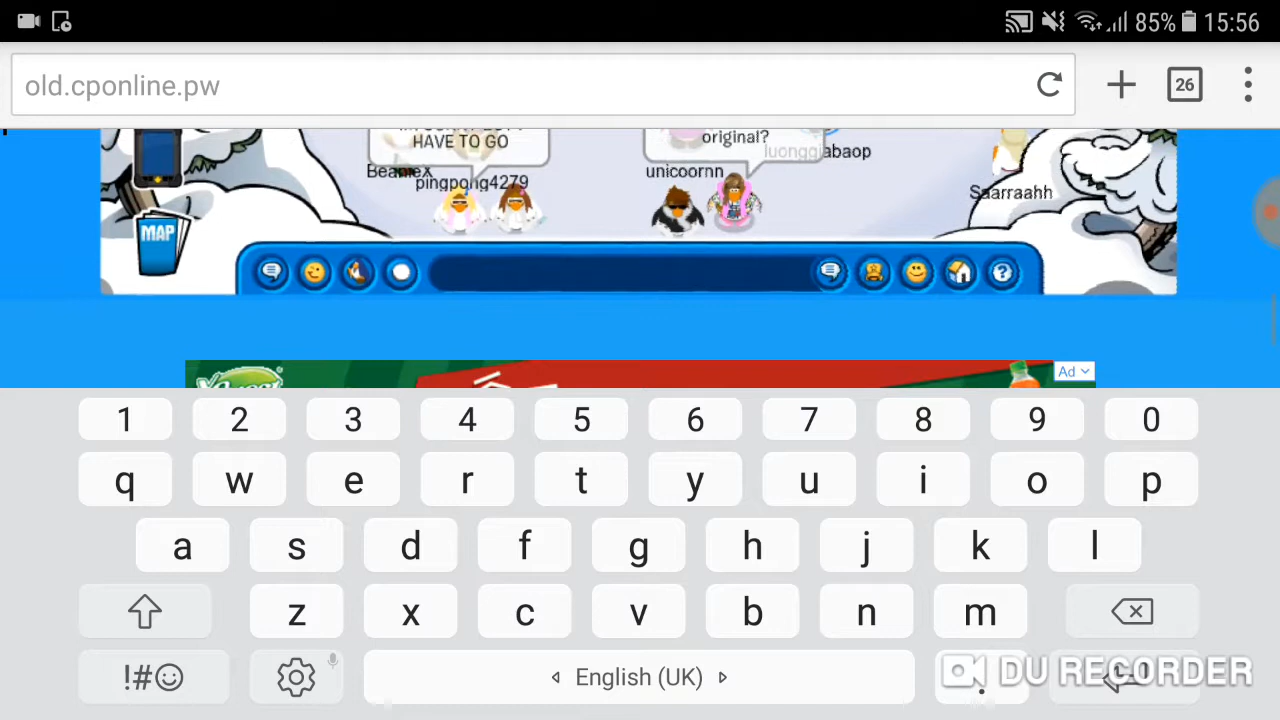 85% 15:56
old.cponline.pw
26
original?
HAVE TO GO
luonggiabaop
BeameX
unicoornn
pingpong4279
Saarraahh
MAP
Ad
1 2 3 4 5 6 7 8 9 0
q w e r t y u i o p
a s d f g h j k l
z x c v b n m
!#
English (UK)
.
DU RECORDER